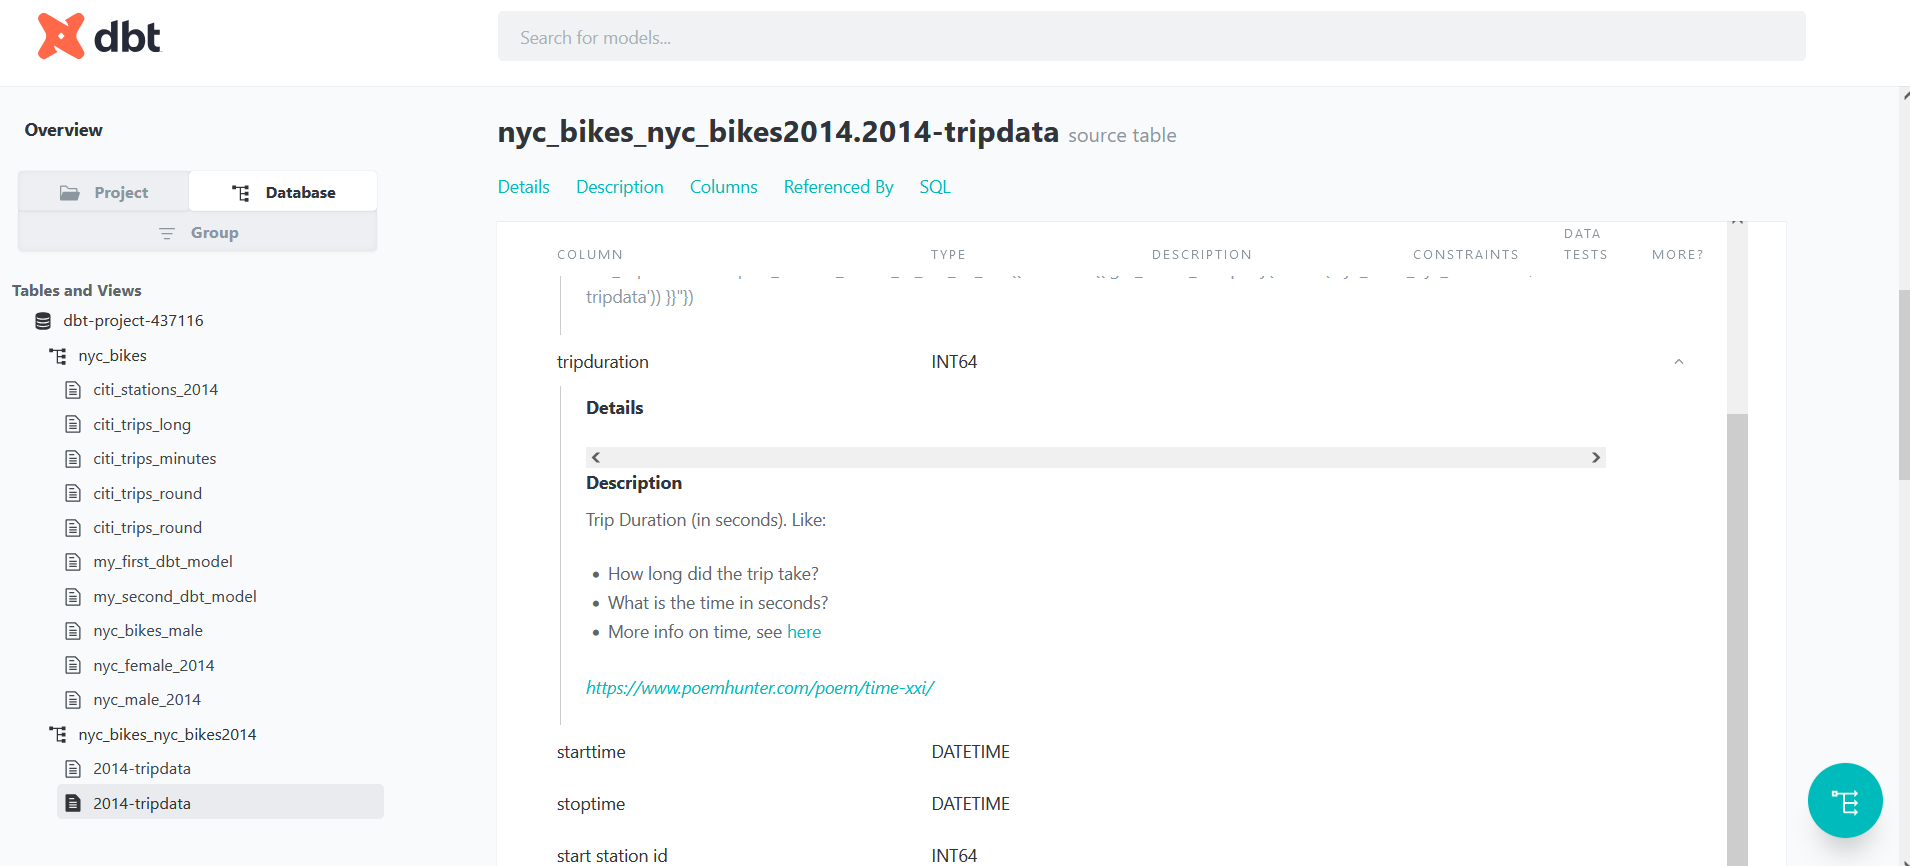 dbt
Search for models...
Overview
Project
Database
Group
Tables and Views
dbt-project-437116
nyc_bikes
citi_stations_2014
citi_trips_long
citi_trips_minutes
citi_trips_round
citi_trips_round
my_first_dbt_model
my_second_dbt_model
nyc_bikes_male
nyc_female_2014
nyc_male_2014
nyc_bikes_nyc_bikes2014
2014-tripdata
2014-tripdata
nyc_bikes_nyc_bikes2014.2014-tripdata source table
Details Description Columns Referenced By SQL
COLUMN TYPE DESCRIPTION CONSTRAINTS DATA TESTS MORE?
tripdata')) }}"})
tripduration INT64
Details
Description
Trip Duration (in seconds). Like:
• How long did the trip take?
• What is the time in seconds?
• More info on time, see here
https://www.poemhunter.com/poem/time-xxi/
starttime DATETIME
stoptime DATETIME
start station id INT64